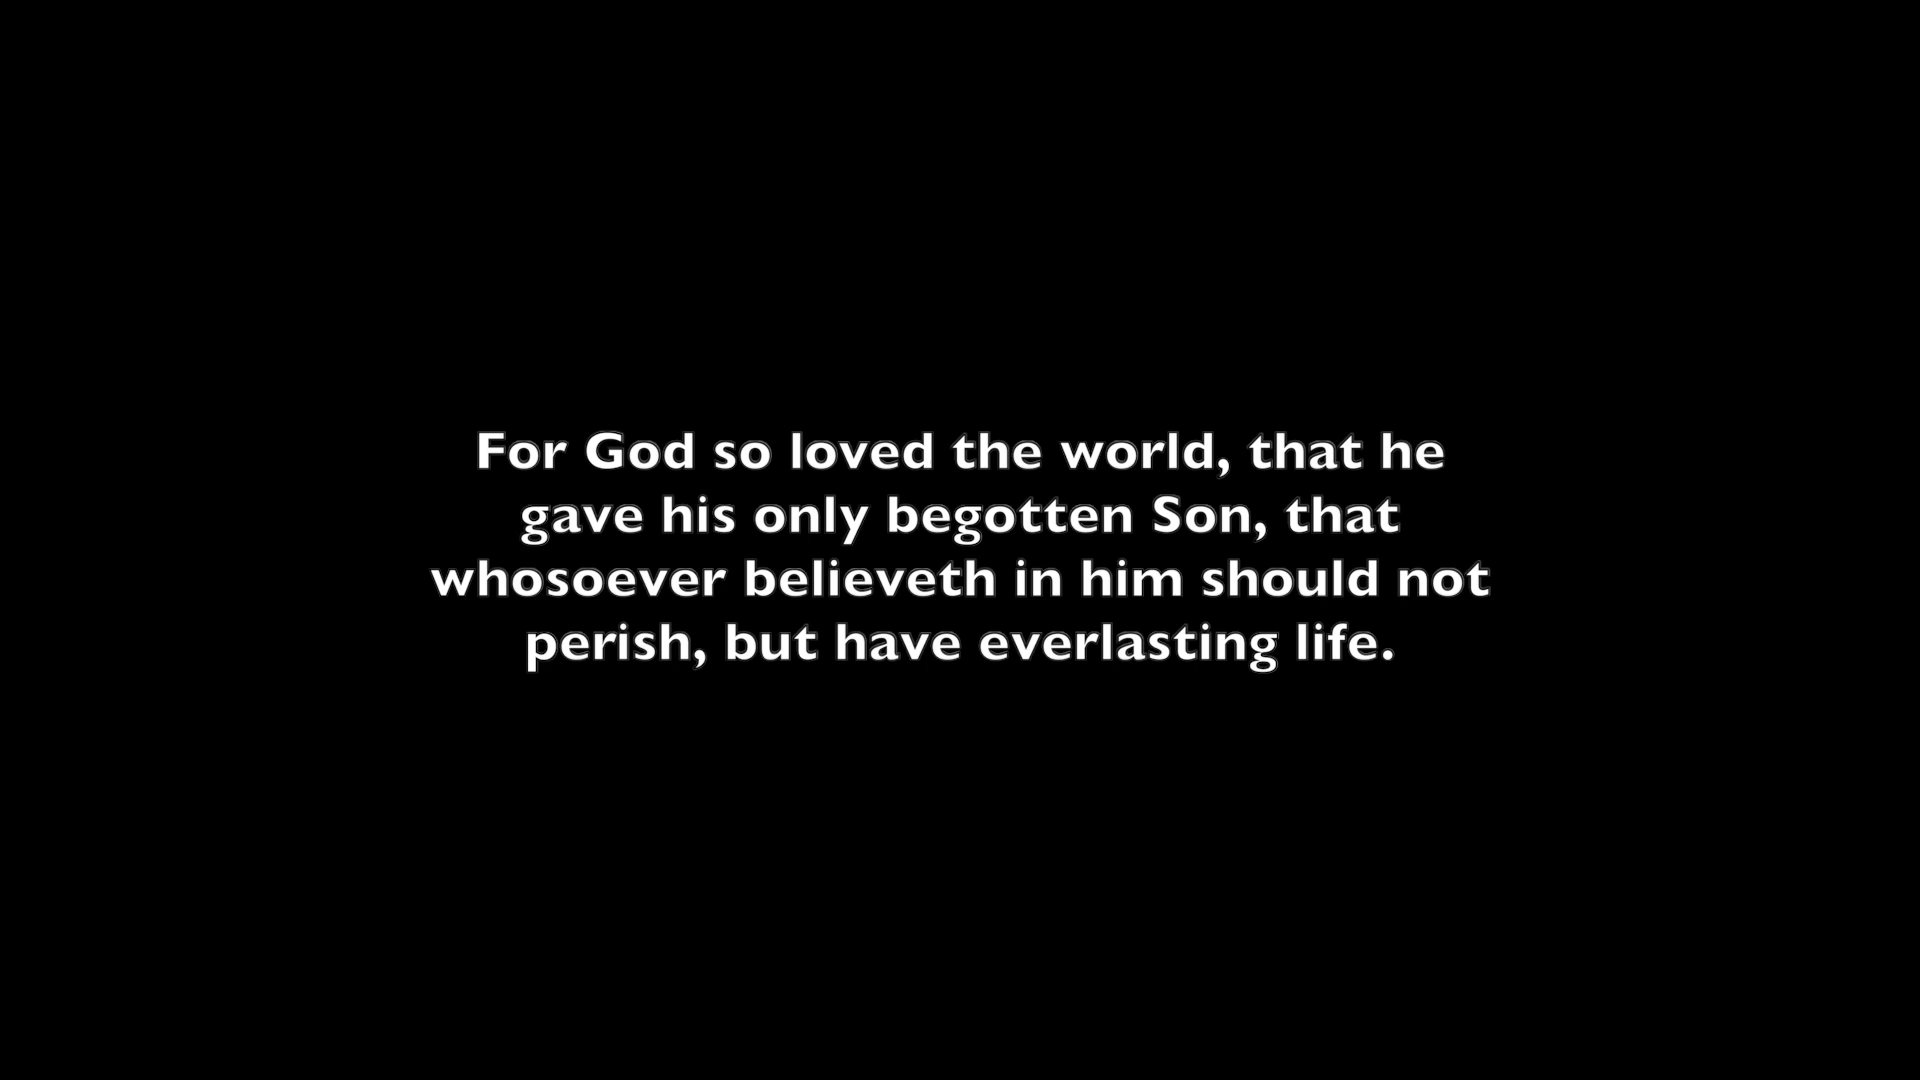 For God so loved the world, that he
gave his only begotten Son, that
whosoever believeth in him should not
perish, but have everlasting life.